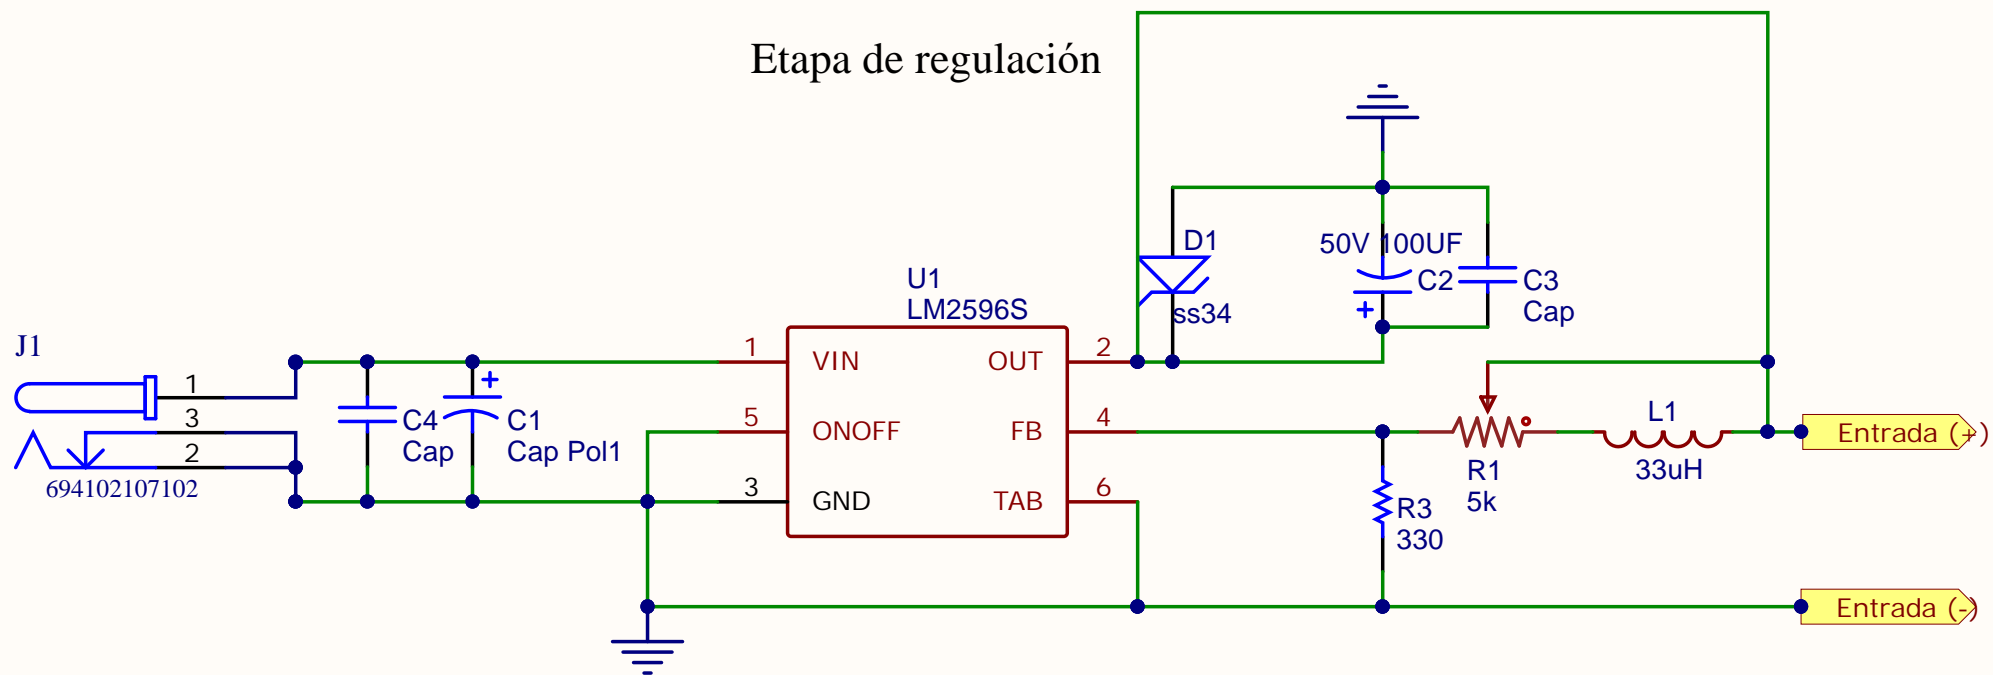 Etapa de regulación
J1
1
3
2
694102107102
C4
Cap
C1
Cap Pol1
U1
LM2596S
1
VIN
OUT
2
5
ONOFF
FB
4
3
GND
TAB
6
D1
ss34
50V 100UF
C2
C3
Cap
R1
5k
L1
33uH
R3
330
Entrada (+)
Entrada (-)